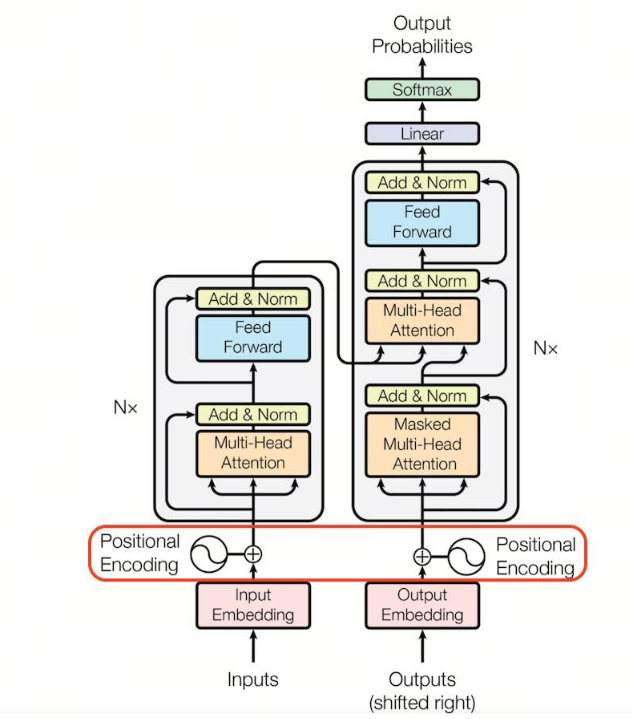 Output
Probabilities
Softmax
Linear
Add & Norm
Feed
Forward
Add & Norm
Multi-Head
Attention
Add & Norm
Masked
Multi-Head
Attention
Nx
Add & Norm
Feed
Forward
Add & Norm
Multi-Head
Attention
Nx
Positional
Encoding
Positional
Encoding
Input
Embedding
Output
Embedding
Inputs
Outputs
(shifted right)